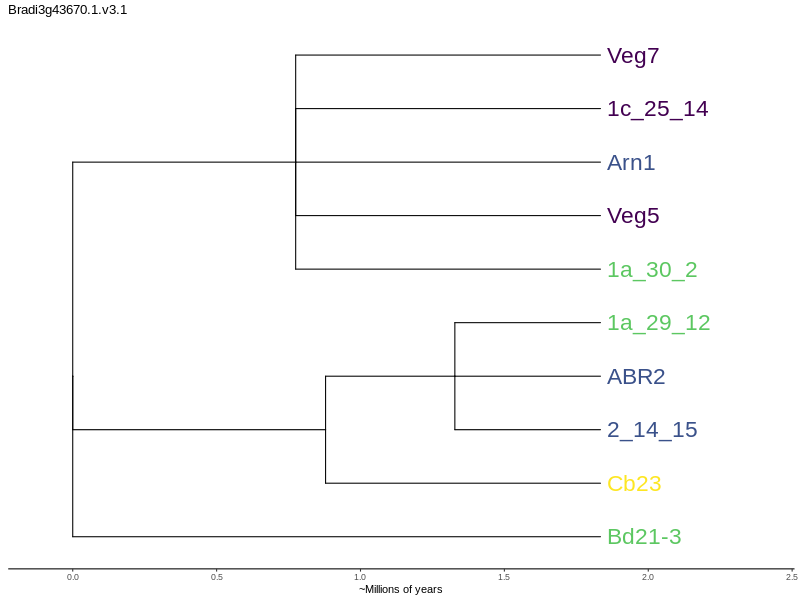 Bradi3g43670.1.v3.1
Veg7
1c_25_14
Arn1
Veg5
1a_30_2
1a_29_12
ABR2
2_14_15
Cb23
Bd21-3
0.0 0.5 1.0 1.5 2.0 2.5
~Millions of years